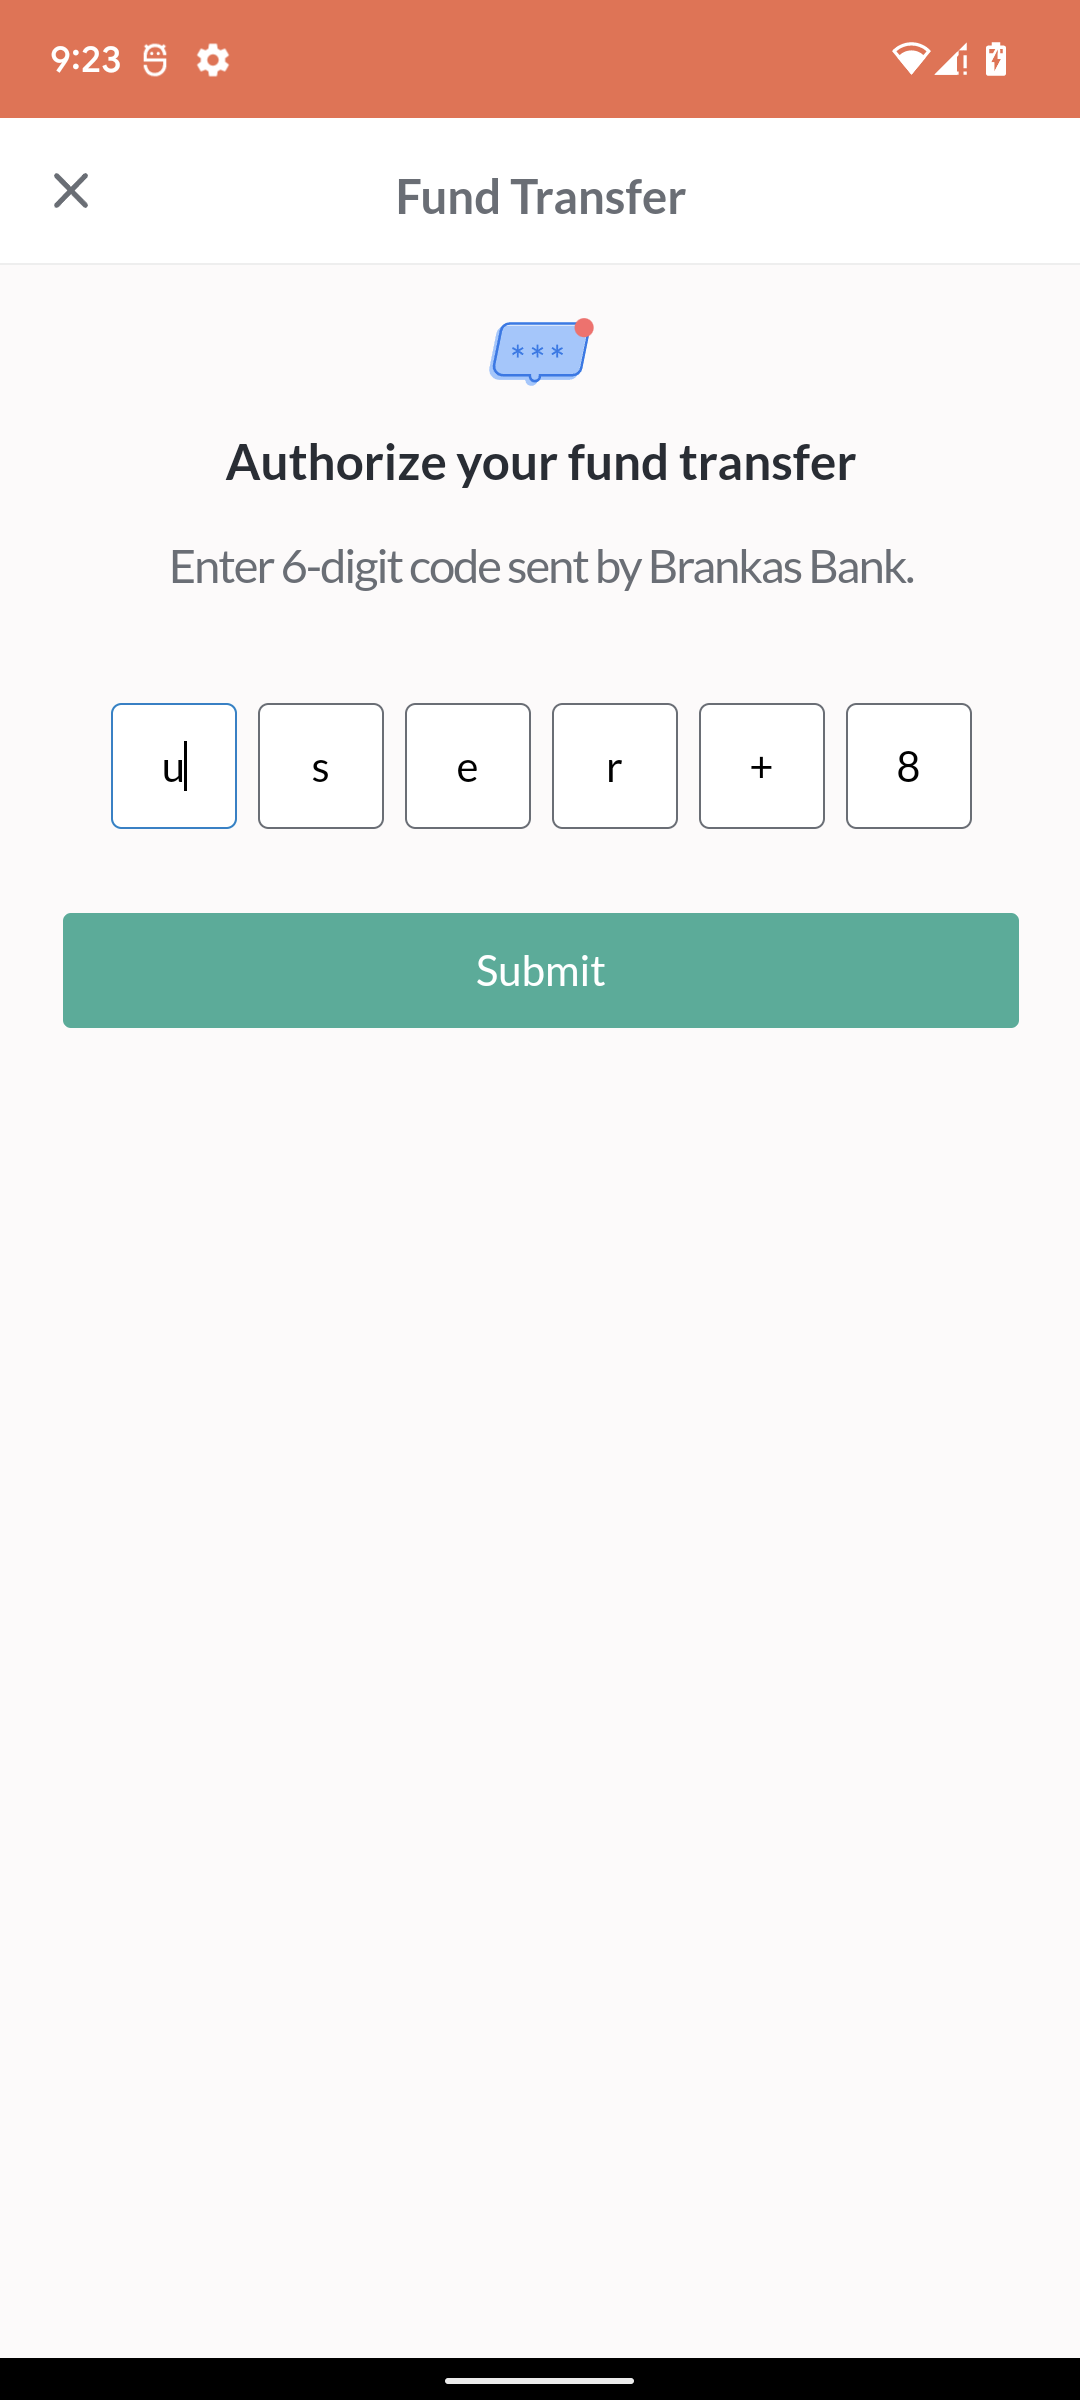 9:23
Fund Transfer
***
Authorize your fund transfer
Enter 6-digit code sent by Brankas Bank.
u s e r + 8
Submit